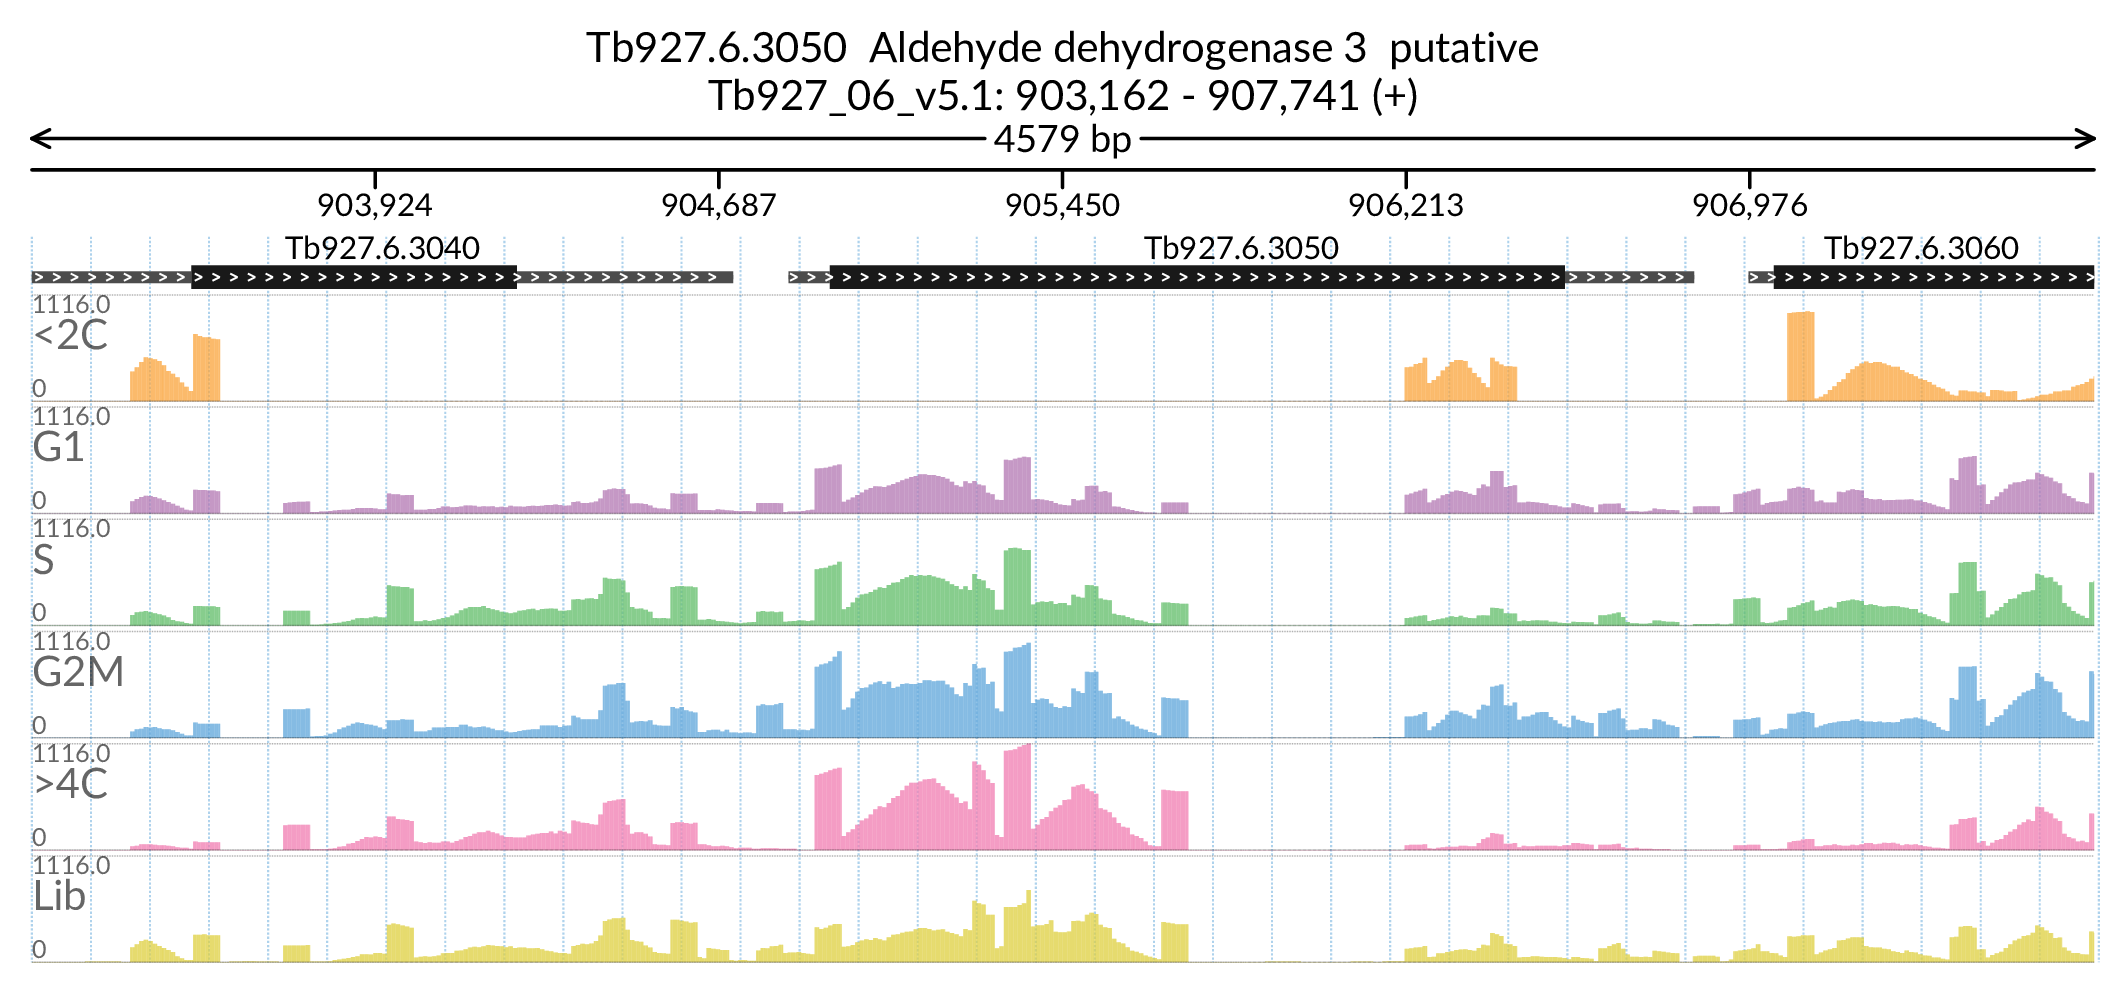 Tb927.6.3050  Aldehyde dehydrogenase 3  putative
Tb927_06_v5.1: 903,162 - 907,741 (+)
4579 bp
903,924 904,687 905,450 906,213 906,976
Tb927.6.3040 Tb927.6.3050 Tb927.6.3060
1116.0
<2C
0
1116.0
G1
0
1116.0
S
0
1116.0
G2M
0
1116.0
>4C
0
1116.0
Lib
0